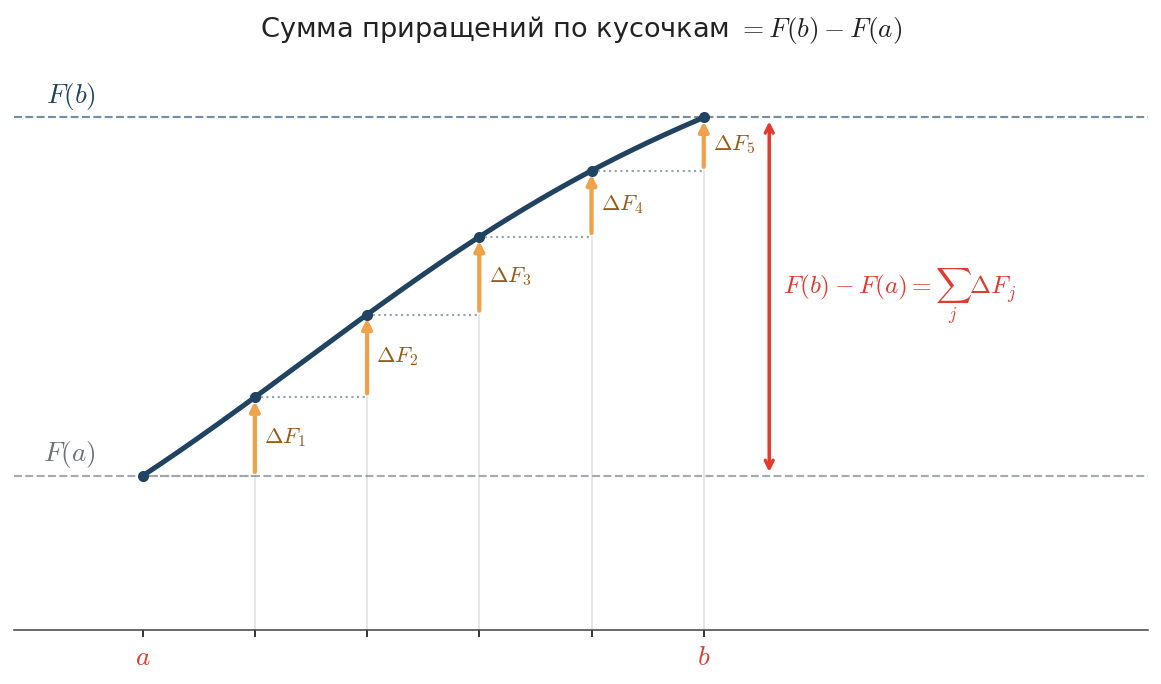 Сумма приращений по кусочкам = F(b) − F(a)
F(b)
ΔF₅
ΔF₄
ΔF₃
F(b) − F(a) = ∑ⱼ ΔFⱼ
ΔF₂
ΔF₁
F(a)
a b